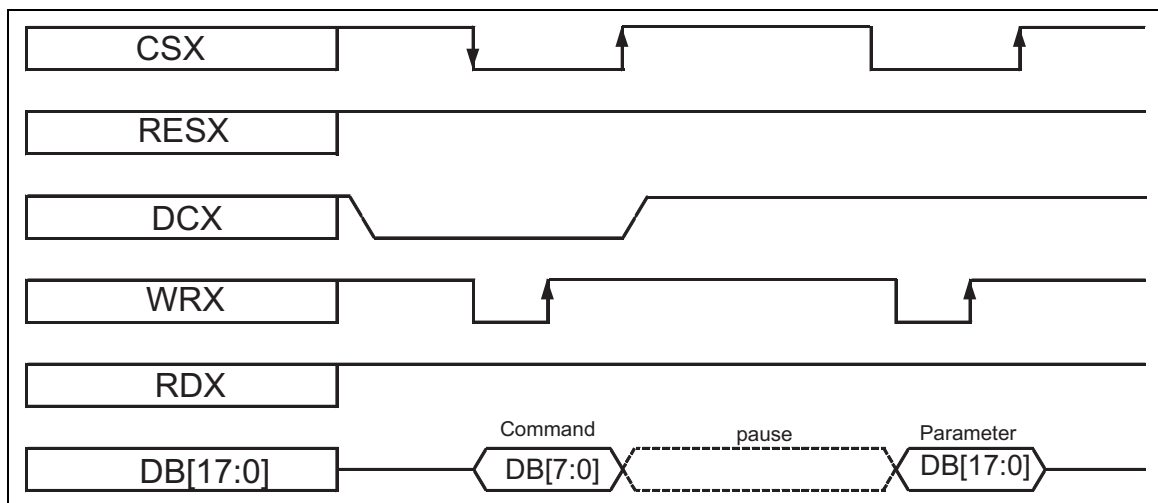 CSX
RESX
DCX
WRX
RDX
DB[17:0]
Command
DB[7:0]
pause
Parameter
DB[17:0]